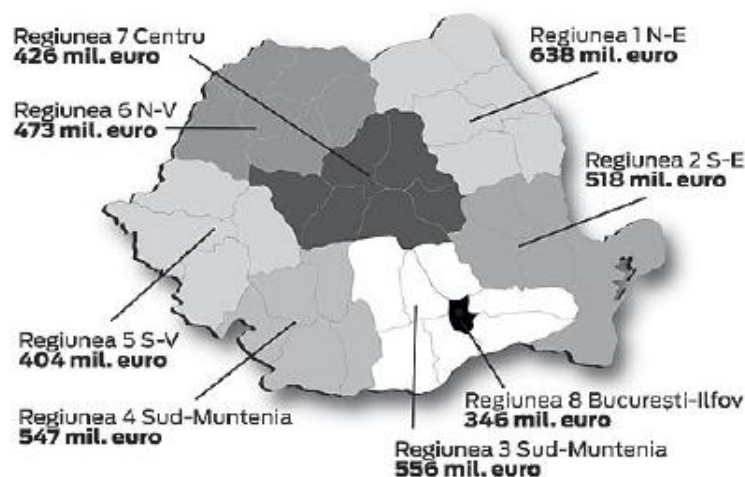 Regiunea 7 Centru
426 mil. euro
Regiunea 1 N-E
638 mil. euro
Regiunea 6 N-V
473 mil. euro
Regiunea 2 S-E
518 mil. euro
Regiunea 5 S-V
404 mil. euro
Regiunea 4 Sud-Muntenia
547 mil. euro
Regiunea 8 București-Ilfov
346 mil. euro
Regiunea 3 Sud-Muntenia
556 mil. euro